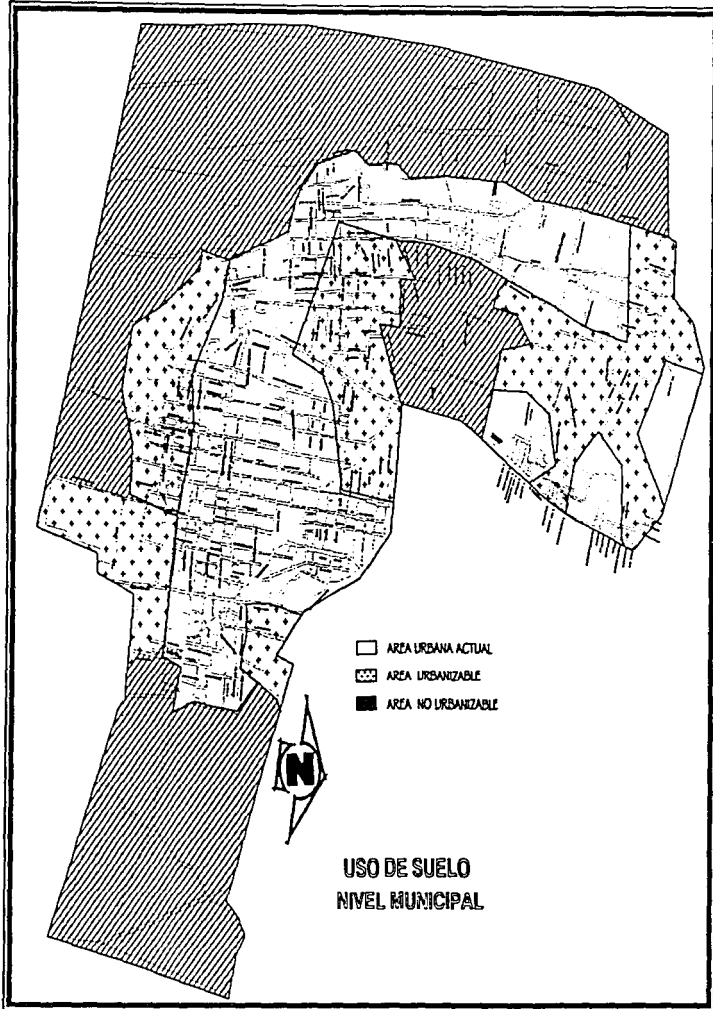 AREA URBANA ACTUAL
AREA URBANIZABLE
AREA NO URBANIZABLE
N
USO DE SUELO
NIVEL MUNICIPAL